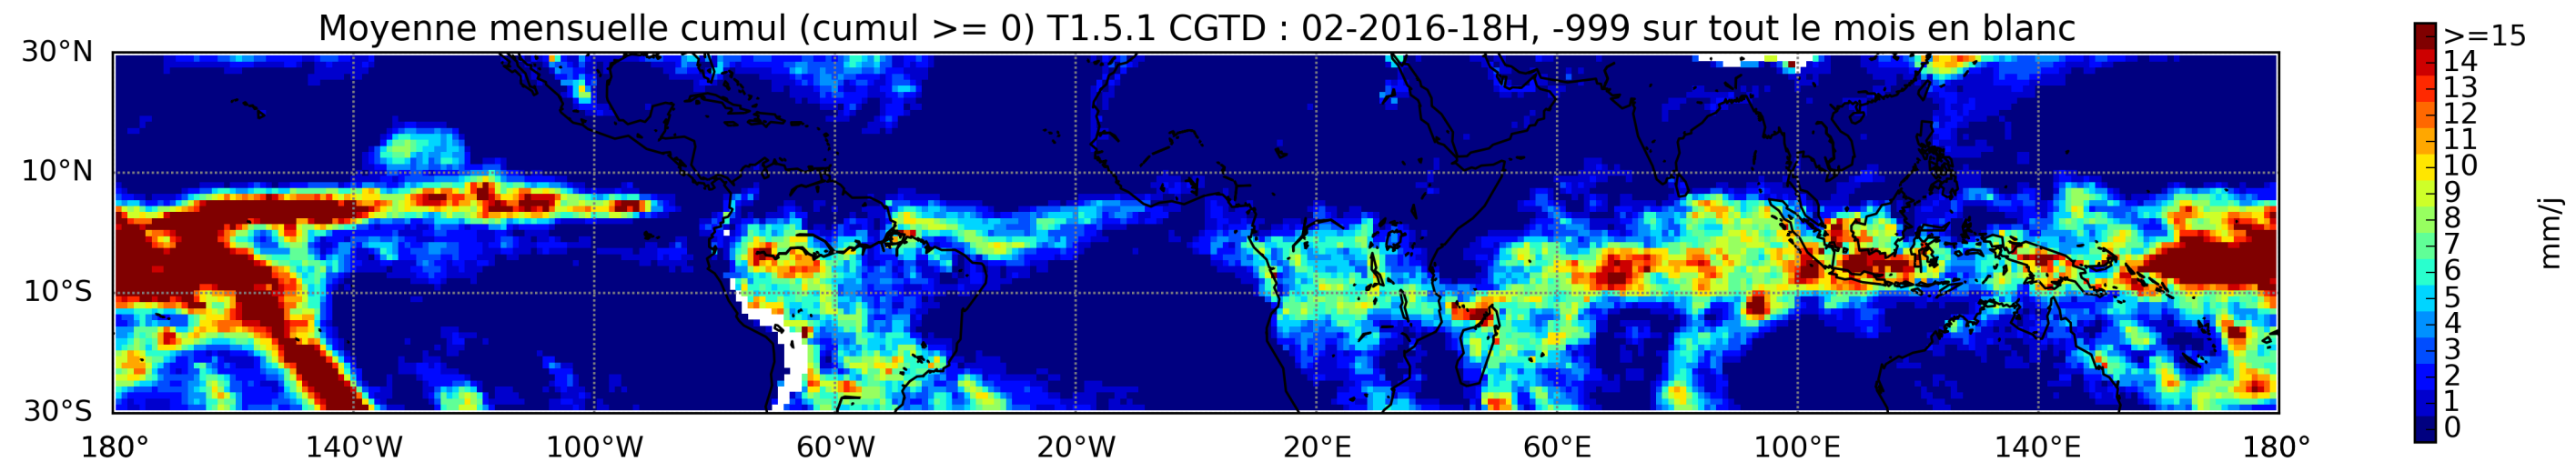 Moyenne mensuelle cumul (cumul >= 0) T1.5.1 CGTD : 02-2016-18H, -999 sur tout le mois en blanc
30°N
10°N
10°S
30°S
180°
140°W
100°W
60°W
20°W
20°E
60°E
100°E
140°E
180°
>=15
14
13
12
11
10
9
8
7
6
5
4
3
2
1
0
mm/j